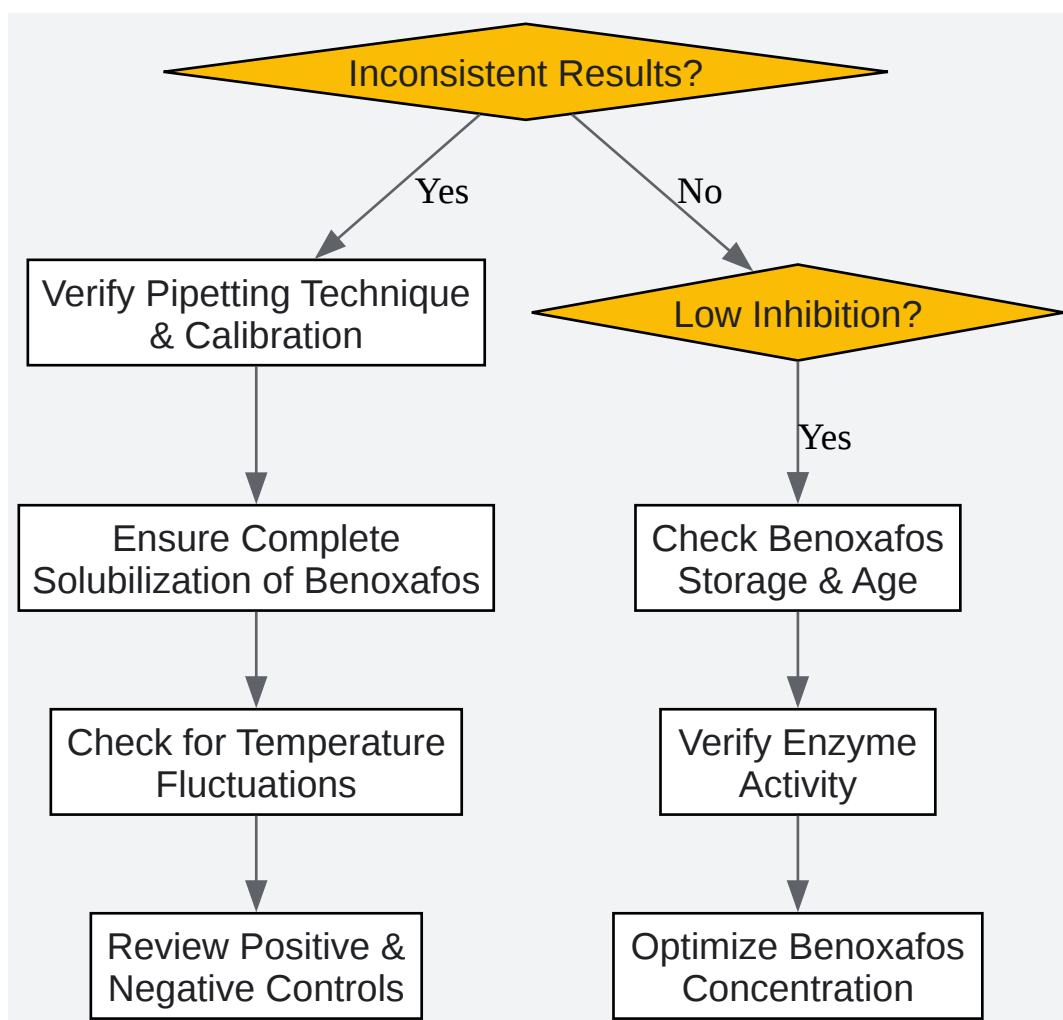 Inconsistent Results?
Yes
No
Verify Pipetting Technique
& Calibration
Low Inhibition?
Yes
Ensure Complete
Solubilization of Benoxafos
Check Benoxafos
Storage & Age
Check for Temperature
Fluctuations
Verify Enzyme
Activity
Review Positive &
Negative Controls
Optimize Benoxafos
Concentration